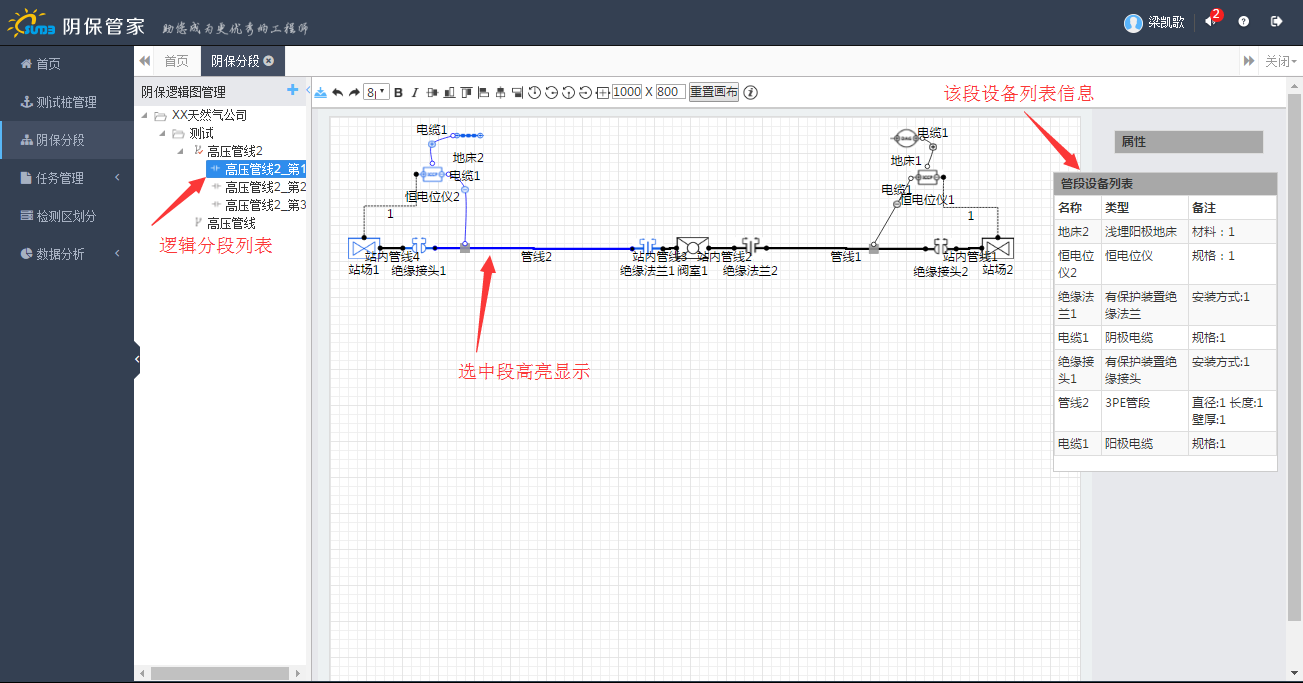 阴保管家 助您成为更优秀的工程师
梁凯歌
2
首页
测试桩管理
阴保分段
任务管理
检测区划分
数据分析
首页
阴保分段
关闭
阴保逻辑图管理
XX天然气公司
测试
高压管线2
高压管线2_第1
高压管线2_第2
高压管线2_第3
高压管线
逻辑分段列表
8
B
I
1000 X 800
重置画布
该段设备列表信息
电缆1
地床2
电缆1
恒电位仪2
1
电缆1
地床1
电缆1
恒电位仪1
1
站内管线4
站场1
绝缘接头1
管线2
站内管线3
绝缘法兰1
阀室1
站内管线2
绝缘法兰2
管线1
绝缘接头2
站内管线1
站场2
选中段高亮显示
属性
管段设备列表
名称 类型 备注
地床2 浅埋阳极地床 材料：1
恒电位仪2 恒电位仪 规格：1
绝缘法兰1 有保护装置绝缘法兰 安装方式:1
电缆1 阴极电缆 规格:1
绝缘接头1 有保护装置绝缘接头 安装方式:1
管线2 3PE管段 直径:1 长度:1 壁厚:1
电缆1 阳极电缆 规格:1